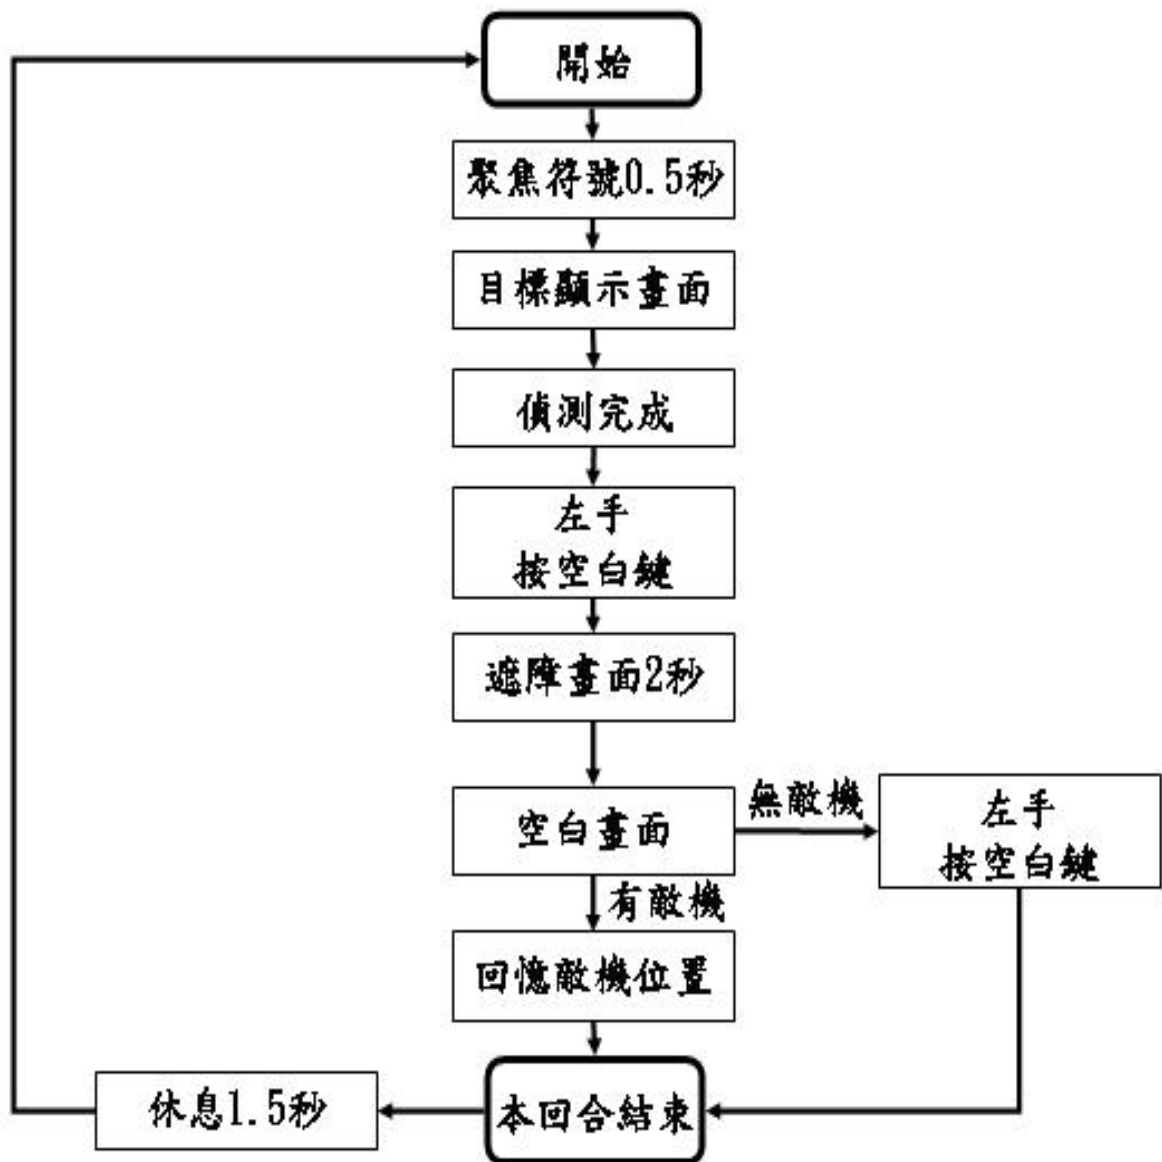 開始
聚焦符號0.5秒
目標顯示畫面
偵測完成
左手
按空白鍵
遮障畫面2秒
空白畫面
無敵機
左手
按空白鍵
有敵機
回憶敵機位置
本回合結束
休息1.5秒